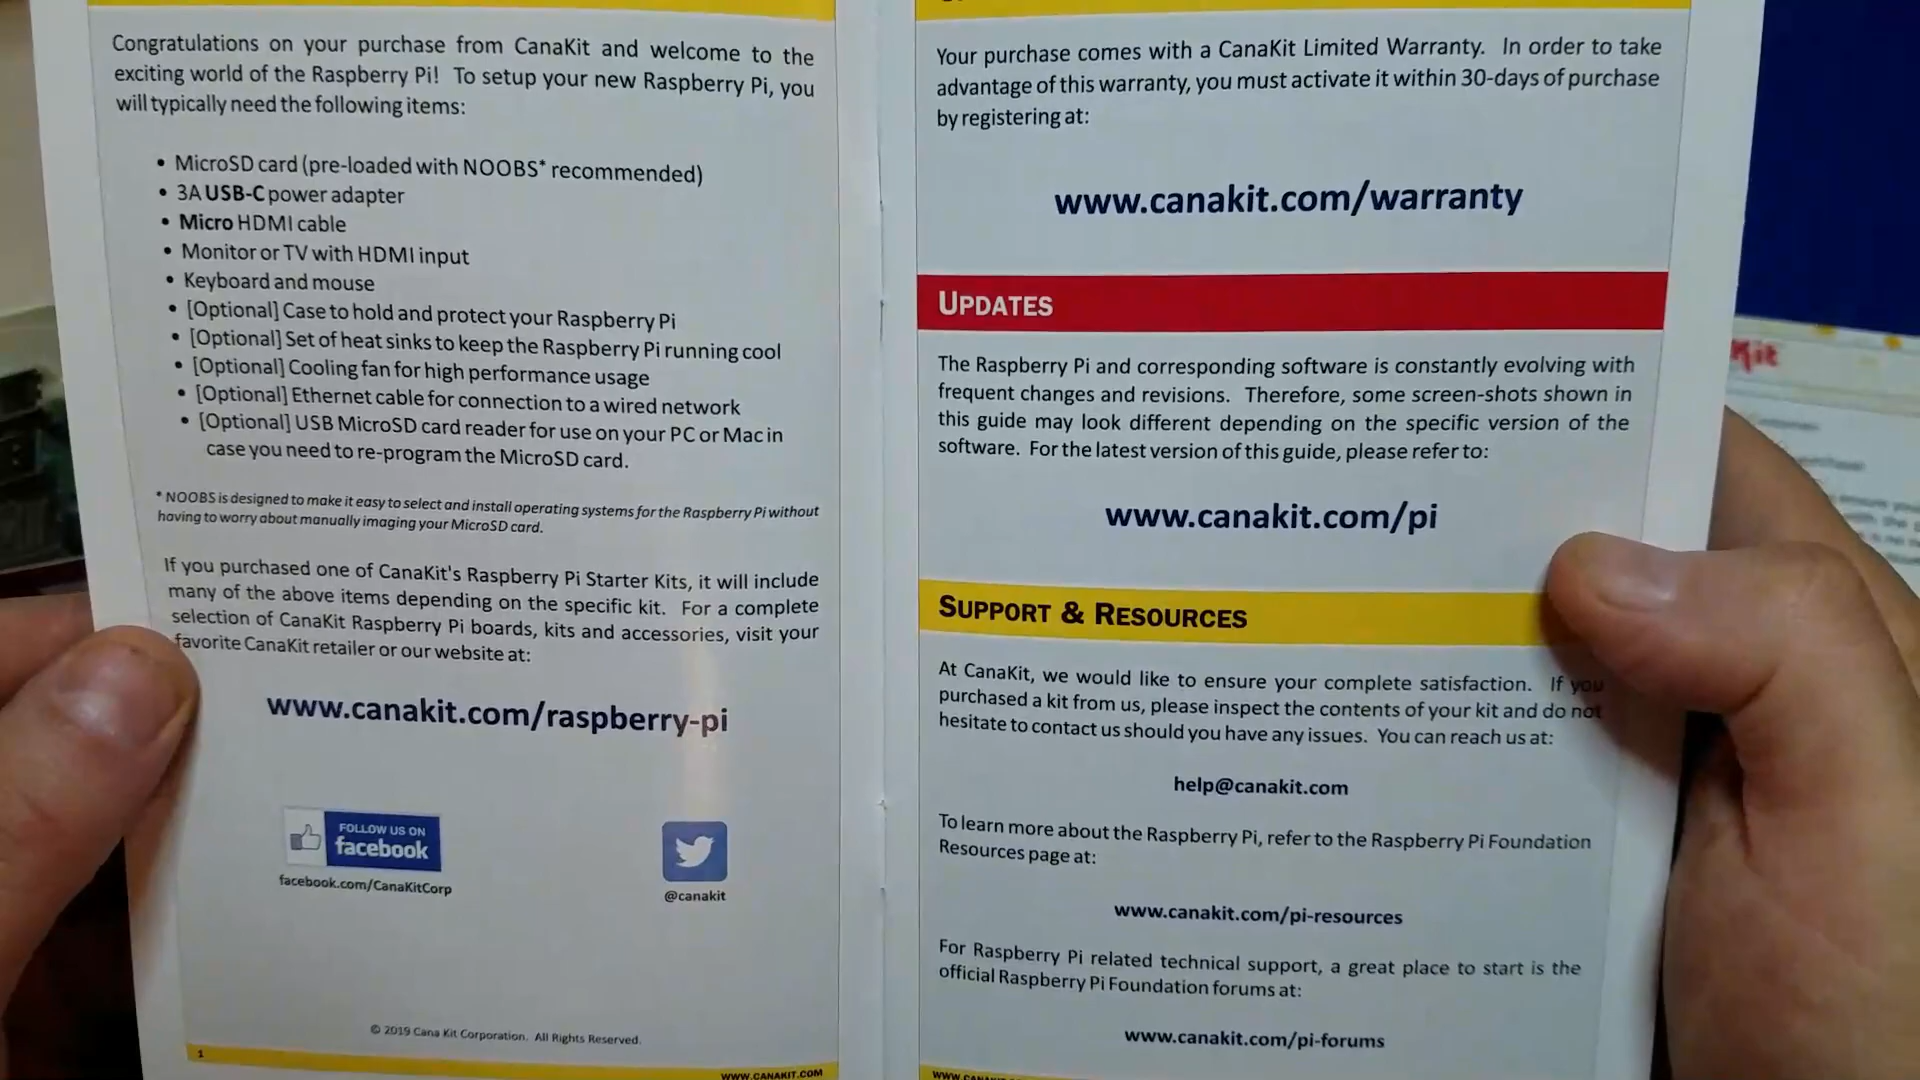 Congratulations on your purchase from CanaKit and welcome to the
exciting world of the Raspberry Pi! To setup your new Raspberry Pi, you
will typically need the following items:
• MicroSD card (pre-loaded with NOOBS* recommended)
• 3A USB-C power adapter
• Micro HDMI cable
• Monitor or TV with HDMI input
• Keyboard and mouse
• [Optional] Case to hold and protect your Raspberry Pi
• [Optional] Set of heat sinks to keep the Raspberry Pi running cool
• [Optional] Cooling fan for high performance usage
• [Optional] Ethernet cable for connection to a wired network
• [Optional] USB MicroSD card reader for use on your PC or Mac in
case you need to re-program the MicroSD card.
* NOOBS is designed to make it easy to select and install operating systems for the Raspberry Pi without
having to worry about manually imaging your MicroSD card.
If you purchased one of CanaKit's Raspberry Pi Starter Kits, it will include
many of the above items depending on the specific kit. For a complete
selection of CanaKit Raspberry Pi boards, kits and accessories, visit your
favorite CanaKit retailer or our website at:
www.canakit.com/raspberry-pi
FOLLOW US ON
facebook
facebook.com/CanaKitCorp
@canakit
© 2019 Cana Kit Corporation. All Rights Reserved.
1
WWW.CANAKIT.COM
Your purchase comes with a CanaKit Limited Warranty. In order to take
advantage of this warranty, you must activate it within 30-days of purchase
by registering at:
www.canakit.com/warranty
UPDATES
The Raspberry Pi and corresponding software is constantly evolving with
frequent changes and revisions. Therefore, some screen-shots shown in
this guide may look different depending on the specific version of the
software. For the latest version of this guide, please refer to:
www.canakit.com/pi
SUPPORT & RESOURCES
At CanaKit, we would like to ensure your complete satisfaction. If you
purchased a kit from us, please inspect the contents of your kit and do not
hesitate to contact us should you have any issues. You can reach us at:
help@canakit.com
To learn more about the Raspberry Pi, refer to the Raspberry Pi Foundation
Resources page at:
www.canakit.com/pi-resources
For Raspberry Pi related technical support, a great place to start is the
official Raspberry Pi Foundation forums at:
www.canakit.com/pi-forums
Kit